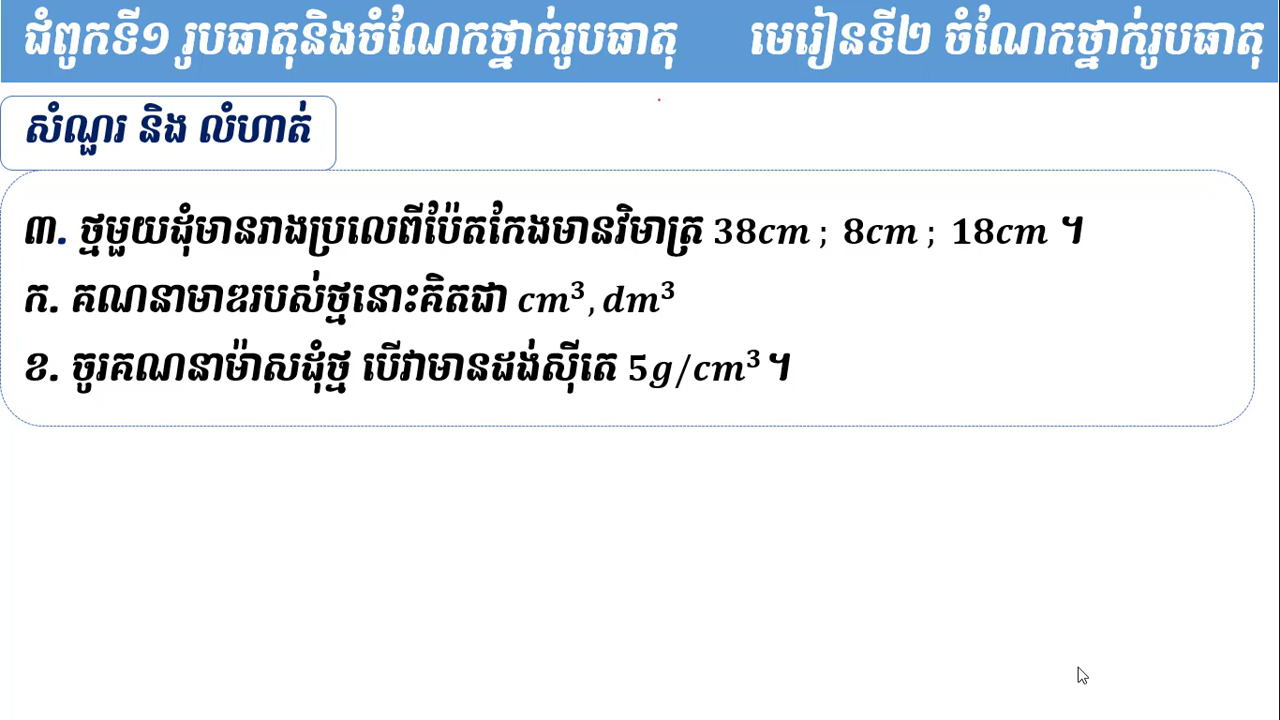 ជំពូកទី១ រូបធាតុនិងចំណែកថ្នាក់រូបធាតុ មេរៀនទី២ ចំណែកថ្នាក់រូបធាតុ
សំណួរ និង លំហាត់
៣. ថ្មមួយដុំមានរាងប្រលេពីប៉ែតកែងមានវិមាត្រ 38cm ; 8cm ; 18cm ។
ក. គណនាមាឌរបស់ថ្មនោះគិតជា cm³, dm³
ខ. ចូរគណនាម៉ាសដុំថ្ម បើវាមានដង់ស៊ីតេ 5g/cm³ ។